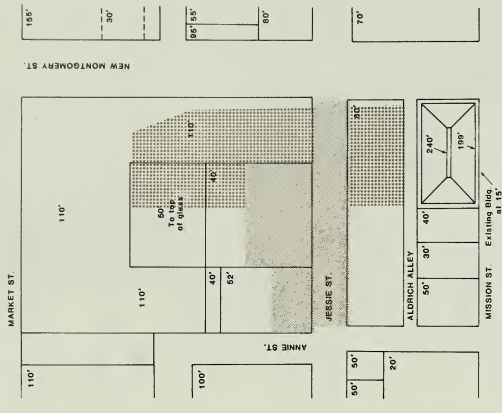 155'
30'
95'
55'
80'
70'
NEW MONTGOMERY ST.
MARKET ST.
110'
110'
50'
To top
of glass
40'
110'
40'
52'
JESSIE ST.
ALDRICH ALLEY
240'
199'
40'
30'
50'
MISSION ST.
Existing Bldg.
at 15'
ANNIE ST.
110'
100'
50'
50'
20'